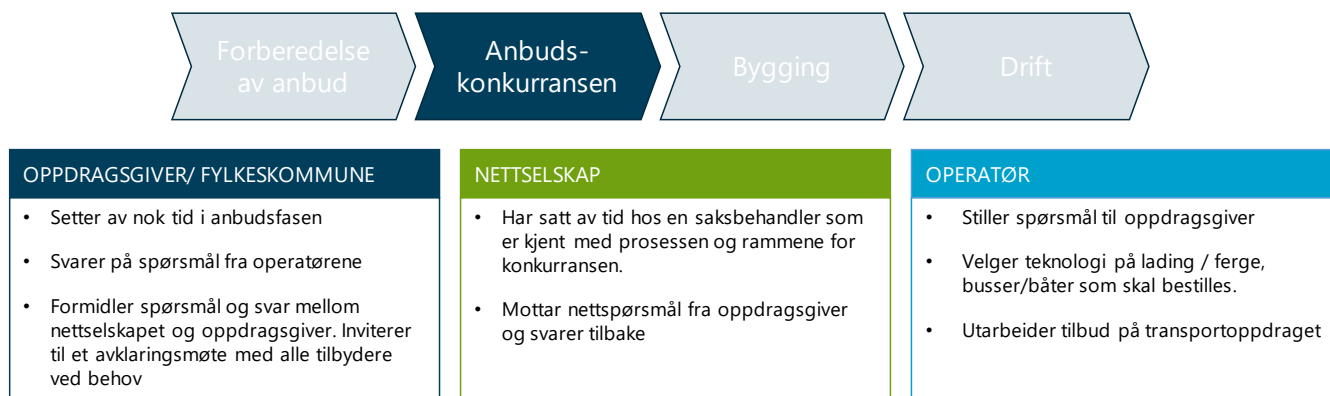 Forberedelse
av anbud
Anbuds-
konkurransen
Bygging
Drift
OPPDRAGSGIVER/ FYLKESKOMMUNE
• Setter av nok tid i anbudsfasen
• Svarer på spørsmål fra operatørene
• Formidler spørsmål og svar mellom
nettselskapet og oppdragsgiver. Inviterer
til et avklaringsmøte med alle tilbydere
ved behov
NETTSELSKAP
• Har satt av tid hos en saksbehandler som
er kjent med prosessen og rammene for
konkurransen.
• Mottar nettspørsmål fra oppdragsgiver
og svarer tilbake
OPERATØR
• Stiller spørsmål til oppdragsgiver
• Velger teknologi på lading / ferge,
busser/båter som skal bestilles.
• Utarbeider tilbud på transportoppdraget